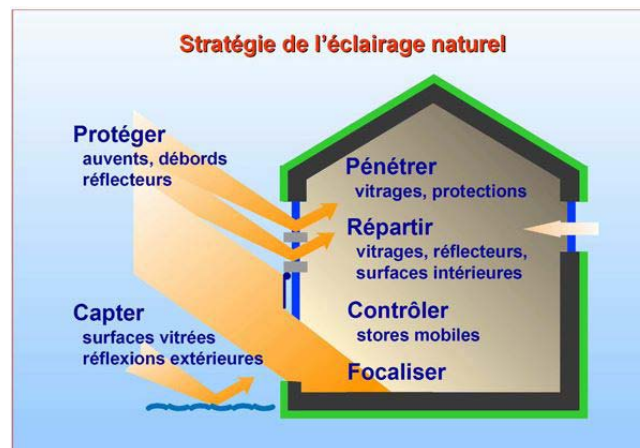 Stratégie de l'éclairage naturel
Protéger
auvents, débords
réflecteurs
Capter
surfaces vitrées
réflexions extérieures
Pénétrer
vitrages, protections
Répartir
vitrages, réflecteurs,
surfaces intérieures
Contrôler
stores mobiles
Focaliser